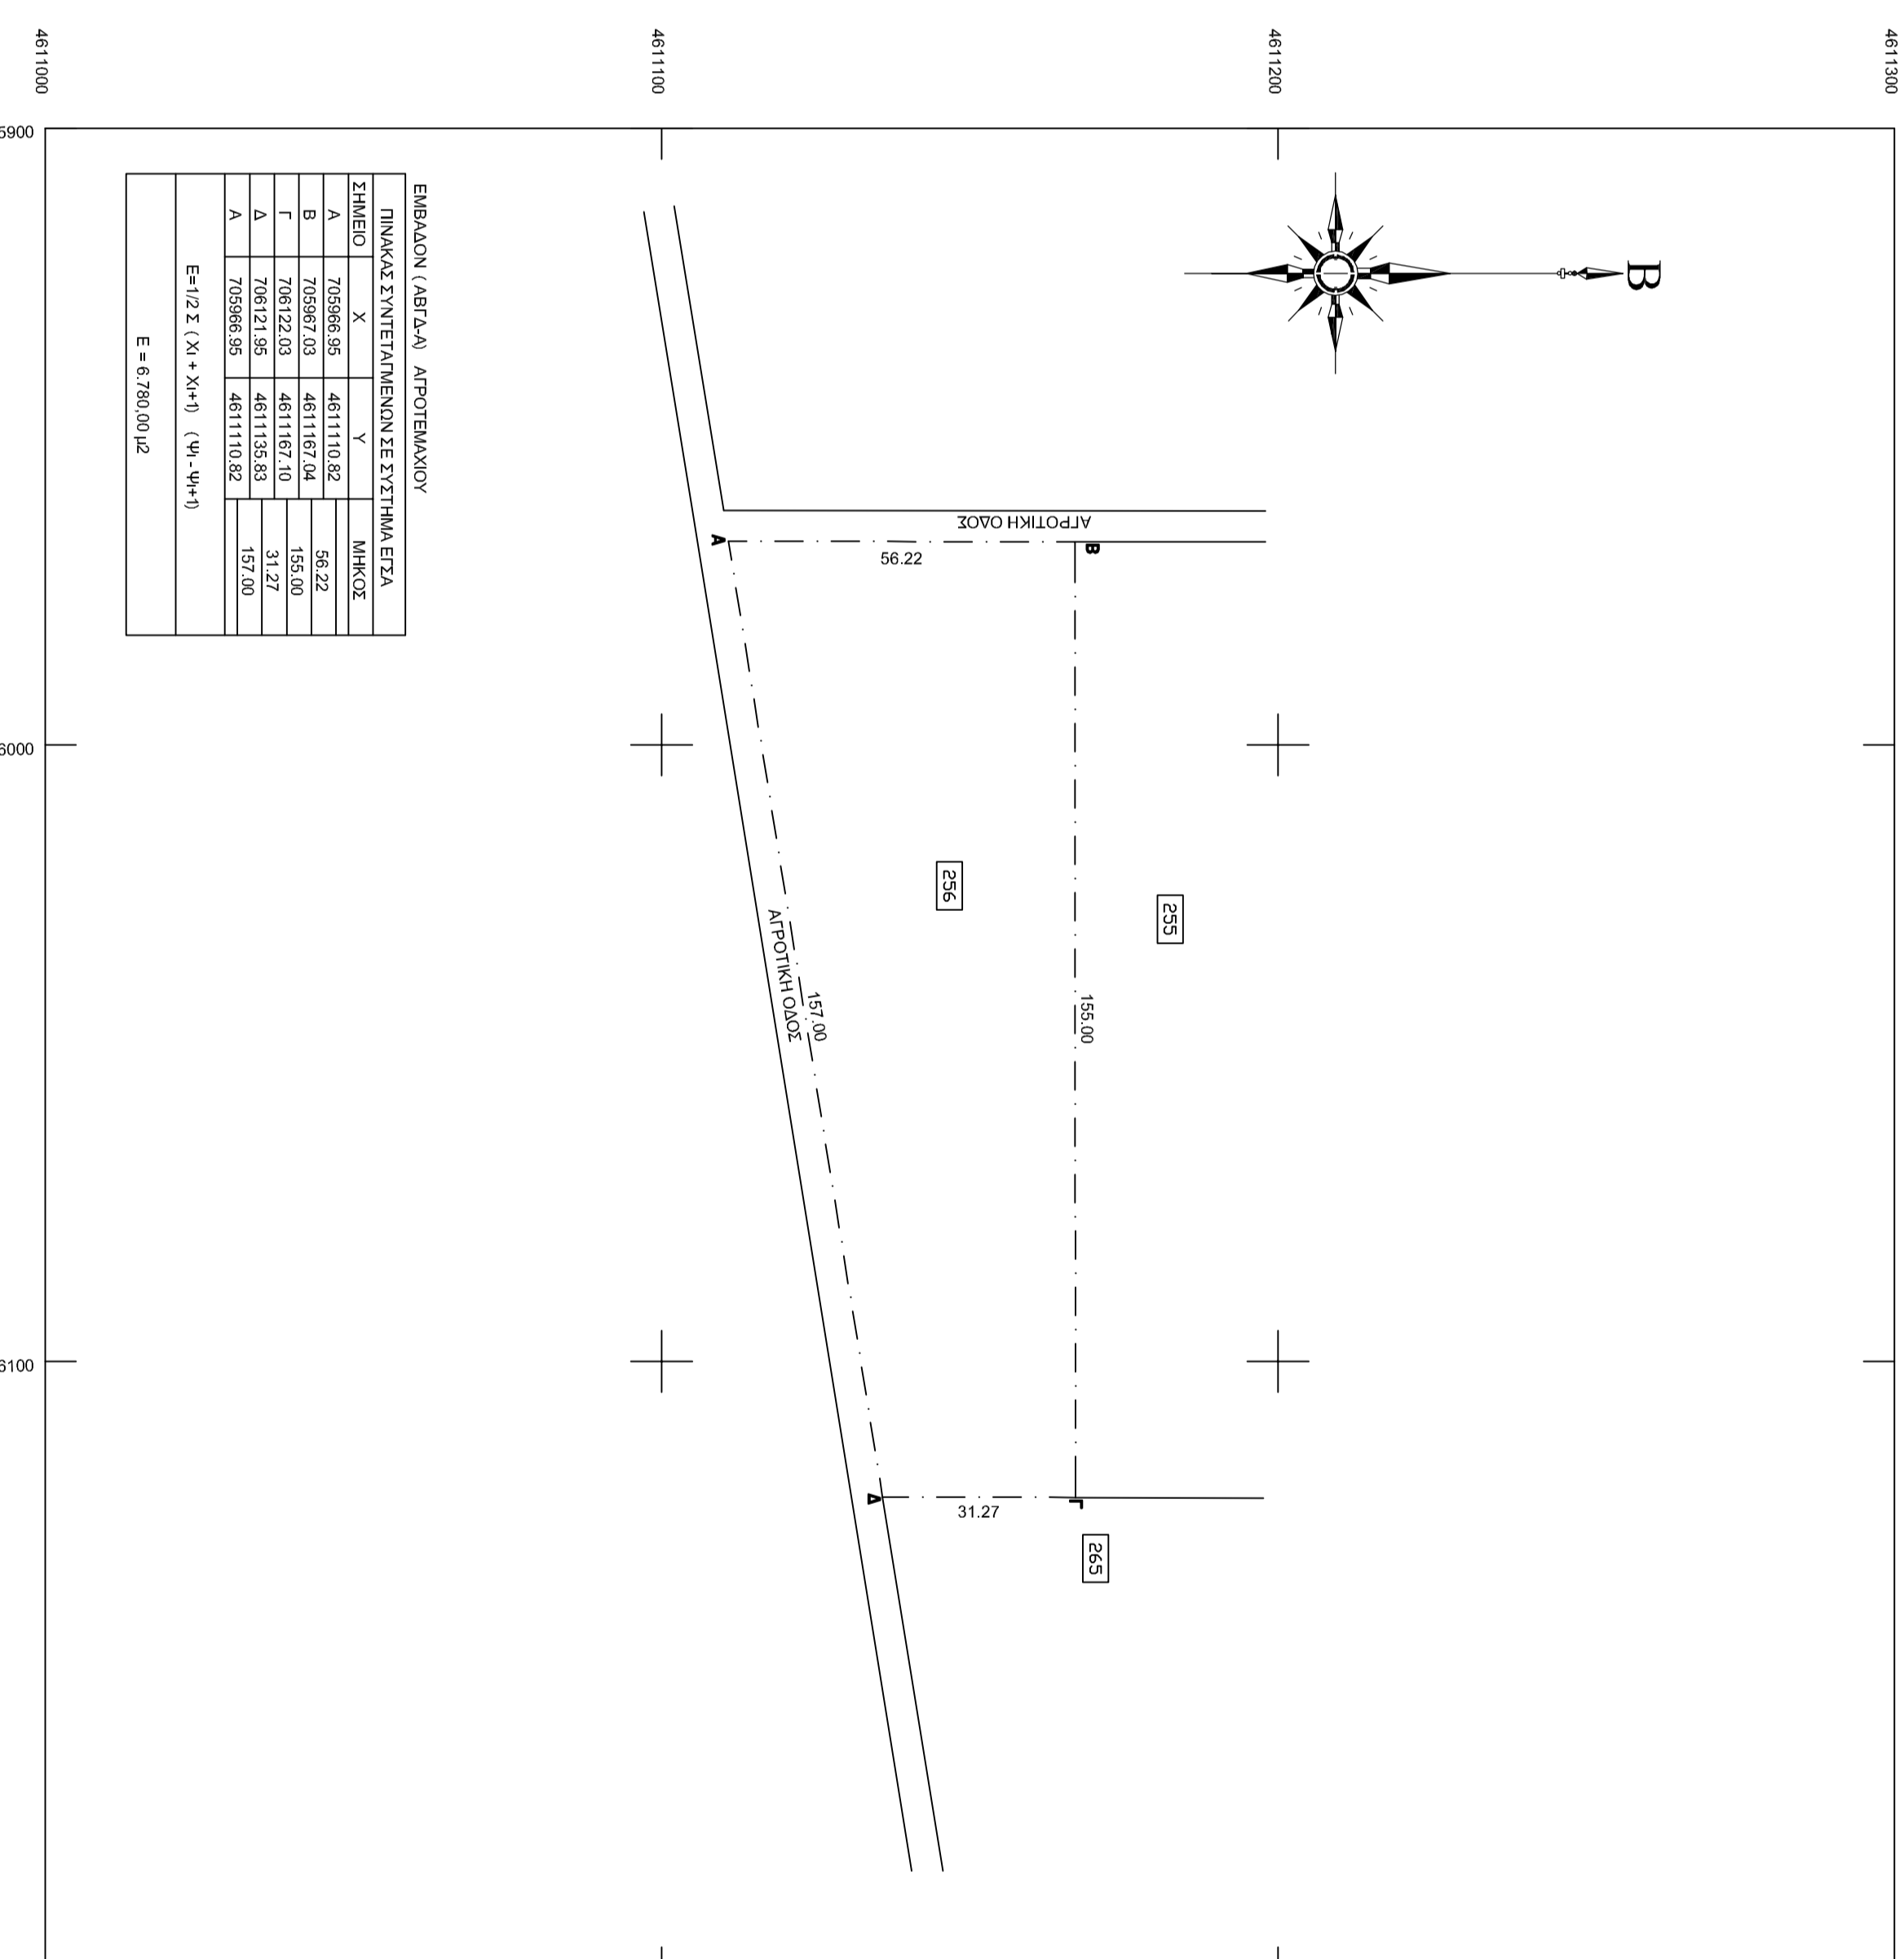 4611000
4611100
4611200
4611300
5900
6000
6100
Β
ΑΓΡΟΤΙΚΗ ΟΔΟΣ
Α
56.22
Β
255
155.00
256
157.00
ΑΓΡΟΤΙΚΗ ΟΔΟΣ
Δ
31.27
Γ
265
ΕΜΒΑΔΟΝ ( ΑΒΓΔ-Α) ΑΓΡΟΤΕΜΑΧΙΟΥ
ΠΙΝΑΚΑΣ ΣΥΝΤΕΤΑΓΜΕΝΩΝ ΣΕ ΣΥΣΤΗΜΑ ΕΓΣΑ
ΣΗΜΕΙΟ Χ Υ ΜΗΚΟΣ
Α 705966.95 4611110.82
56.22
Β 705967.03 4611167.04
155.00
Γ 706122.03 4611167.10
31.27
Δ 706121.95 4611135.83
157.00
Α 705966.95 4611110.82
Ε=1/2 Σ ( Χι + Χι+1) ( Ψι - Ψι+1)
Ε = 6.780,00 μ2